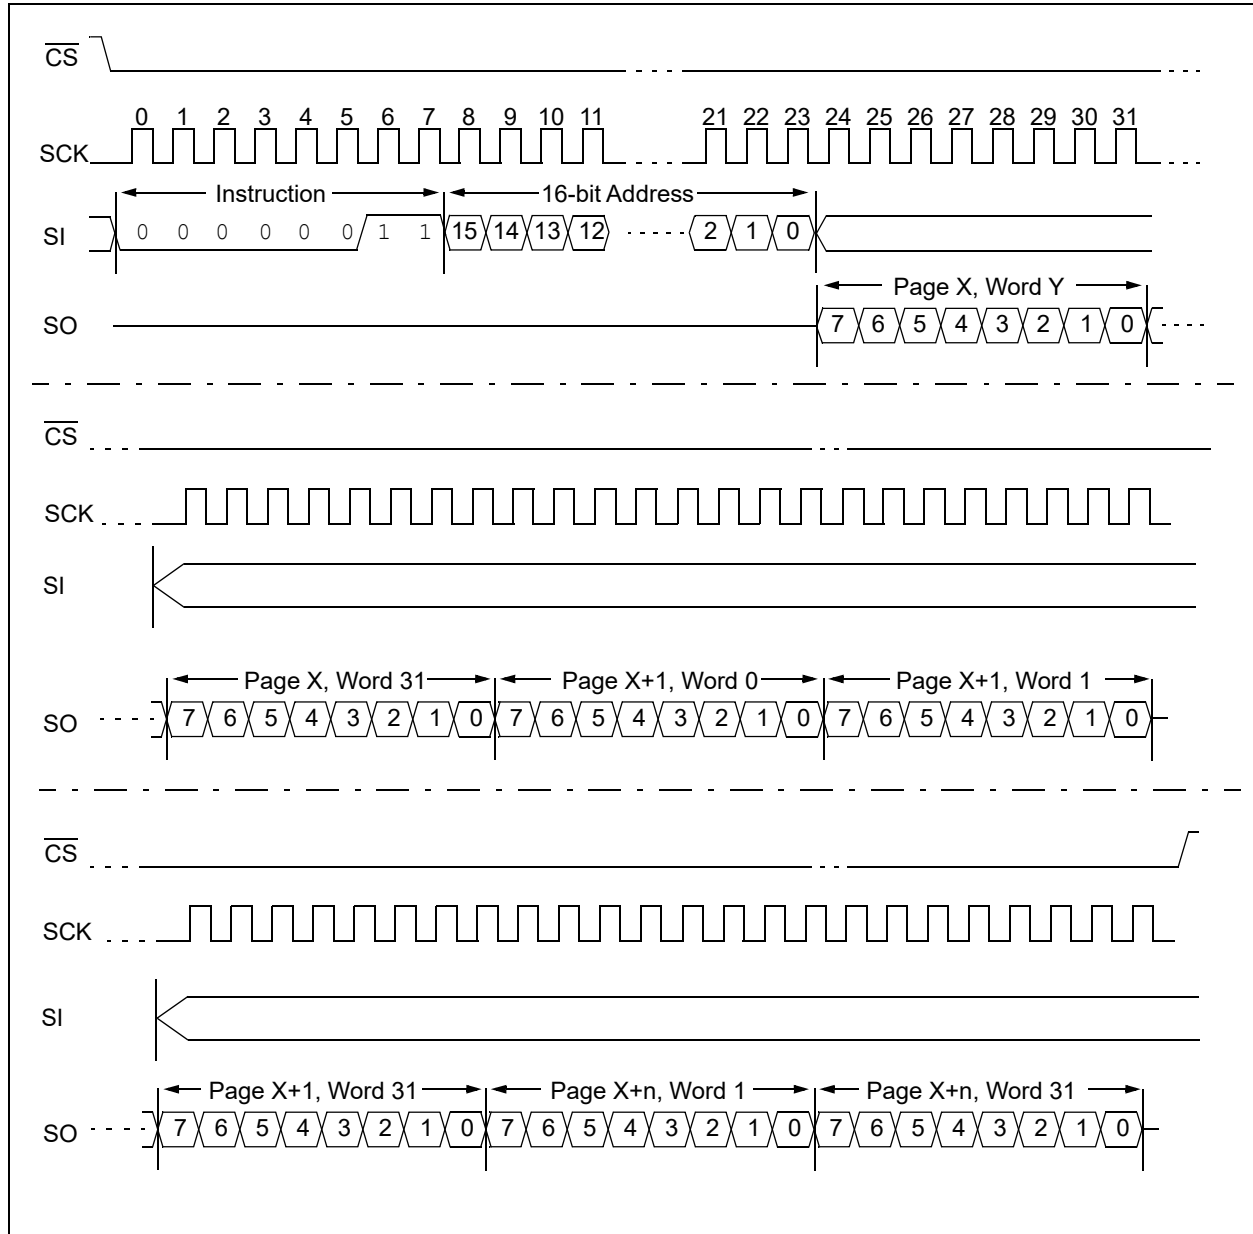 CS
0 1 2 3 4 5 6 7 8 9 10 11 21 22 23 24 25 26 27 28 29 30 31
SCK
Instruction 16-bit Address
SI 0 0 0 0 0 0 1 1 15 14 13 12 2 1 0
Page X, Word Y
SO 7 6 5 4 3 2 1 0
CS
SCK
SI
Page X, Word 31 Page X+1, Word 0 Page X+1, Word 1
SO 7 6 5 4 3 2 1 0 7 6 5 4 3 2 1 0 7 6 5 4 3 2 1 0
CS
SCK
SI
Page X+1, Word 31 Page X+n, Word 1 Page X+n, Word 31
SO 7 6 5 4 3 2 1 0 7 6 5 4 3 2 1 0 7 6 5 4 3 2 1 0